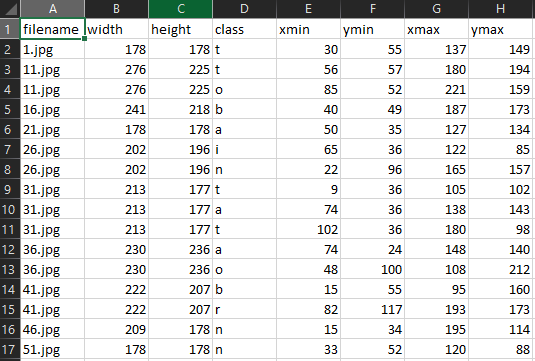 A B C D E F G H
1 filename width height class xmin ymin xmax ymax
2 1.jpg 178 178 t 30 55 137 149
3 11.jpg 276 225 t 56 57 180 194
4 11.jpg 276 225 o 85 52 221 159
5 16.jpg 241 218 b 40 49 187 173
6 21.jpg 178 178 a 50 35 127 134
7 26.jpg 202 196 i 65 36 122 85
8 26.jpg 202 196 n 22 96 165 157
9 31.jpg 213 177 t 9 36 105 102
10 31.jpg 213 177 a 74 36 138 143
11 31.jpg 213 177 t 102 36 180 98
12 36.jpg 230 236 a 74 24 148 140
13 36.jpg 230 236 o 48 100 108 212
14 41.jpg 222 207 b 15 55 95 160
15 41.jpg 222 207 r 82 117 193 173
16 46.jpg 209 178 n 15 34 195 114
17 51.jpg 178 178 n 33 52 120 88